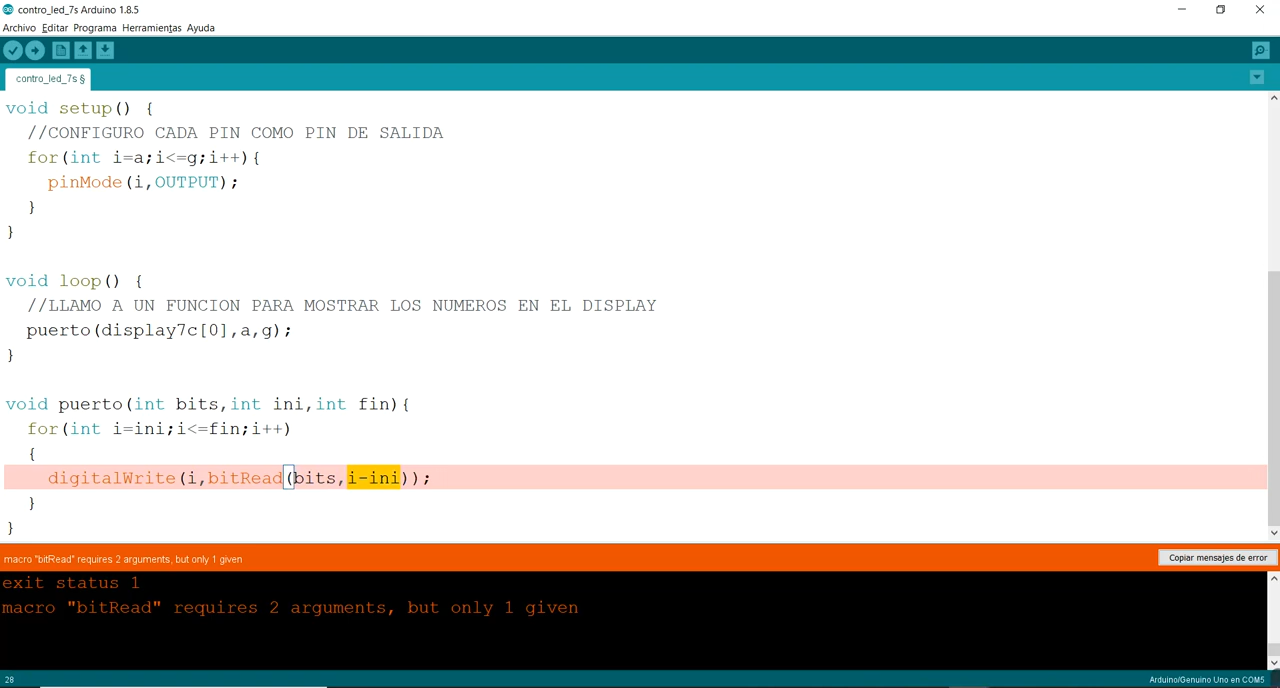 contro_led_7s Arduino 1.8.5
Archivo Editar Programa Herramientas Ayuda
contro_led_7s §
void setup() {
//CONFIGURO CADA PIN COMO PIN DE SALIDA
for(int i=a;i<=g;i++){
pinMode(i,OUTPUT);
}
}
void loop() {
//LLAMO A UN FUNCION PARA MOSTRAR LOS NUMEROS EN EL DISPLAY
puerto(display7c[0],a,g);
}
void puerto(int bits,int ini,int fin){
for(int i=ini;i<=fin;i++)
{
digitalWrite(i,bitRead(bits,i-ini));
}
}
macro "bitRead" requires 2 arguments, but only 1 given
Copiar mensajes de error
exit status 1
macro "bitRead" requires 2 arguments, but only 1 given
28
Arduino/Genuino Uno en COM5